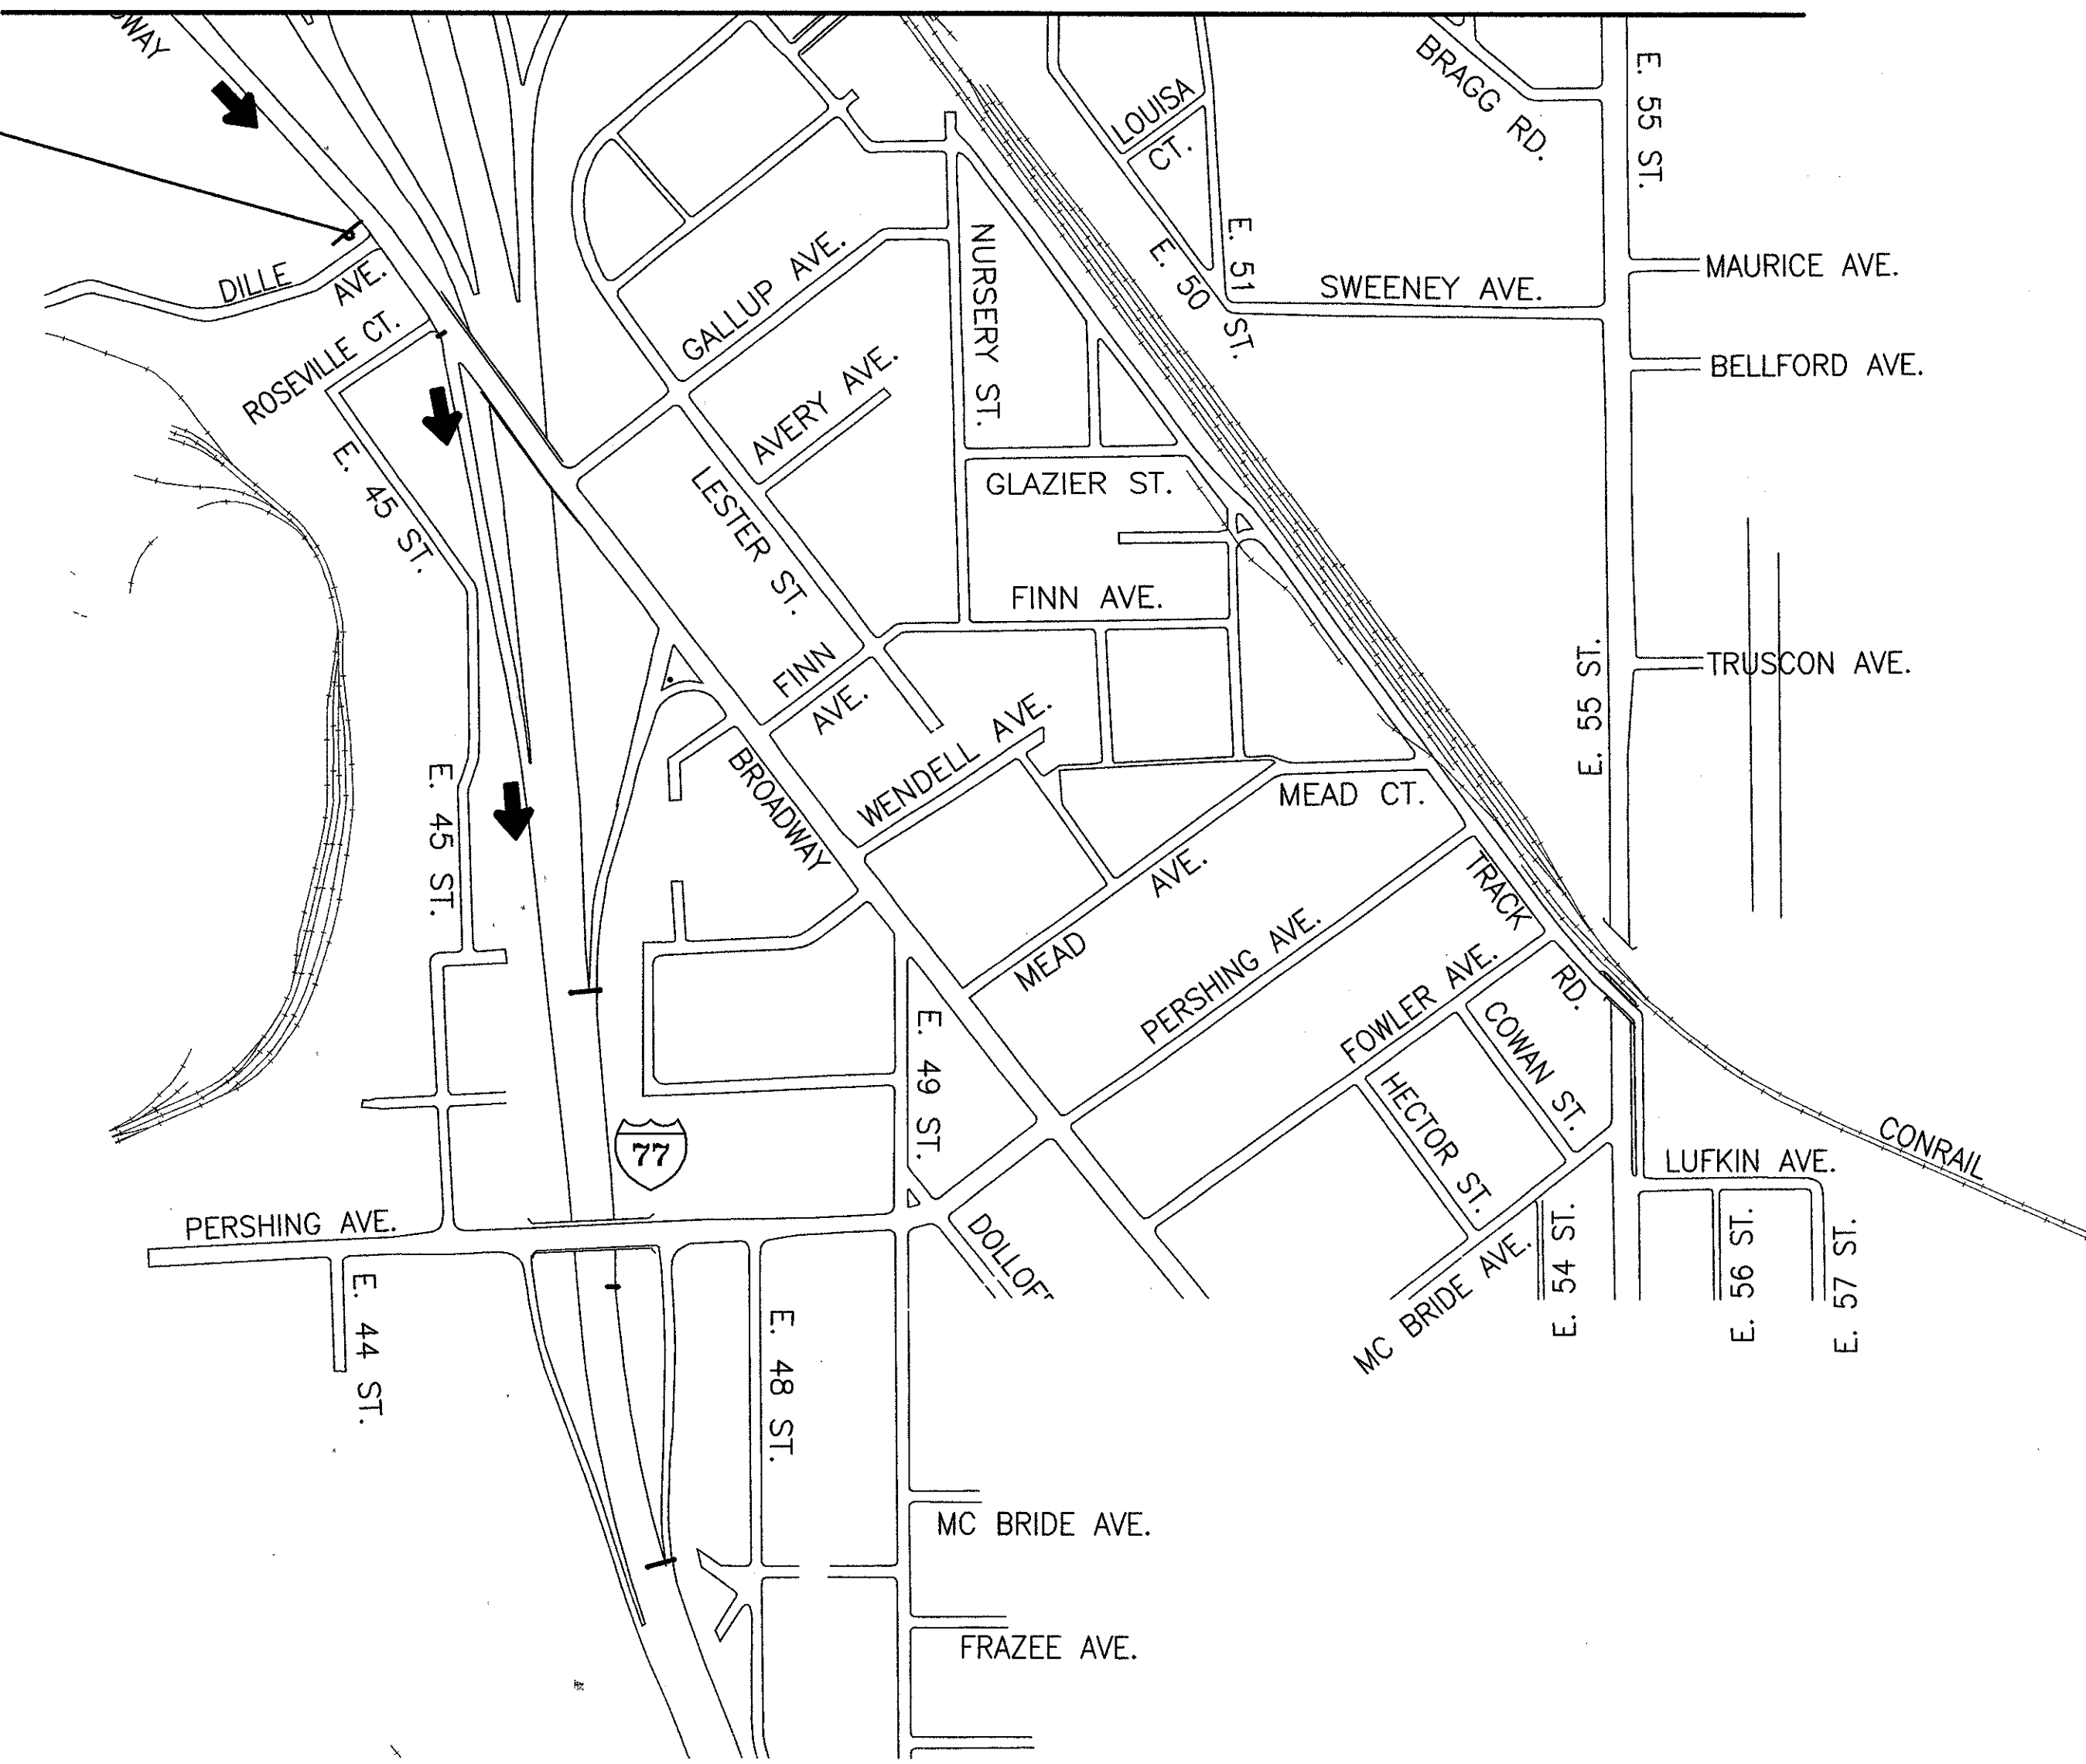 LOUISA
CT.
BRAGG RD.
E. 55 ST.
DILLE
AVE.
ROSEVILLE CT.
GALLUP AVE.
NURSERY ST.
E. 51
ST.
E. 50
SWEENEY AVE.
MAURICE AVE.
BELLFORD AVE.
AVERY AVE.
E. 45 ST.
LESTER ST.
GLAZIER ST.
FINN AVE.
FINN
AVE.
E. 55 ST.
TRUSCON AVE.
WENDELL AVE.
BROADWAY
MEAD CT.
E. 45 ST.
MEAD
AVE.
TRACK
RD.
PERSHING AVE.
FOWLER AVE.
COWAN ST.
HECTOR ST.
E. 49 ST.
77
CONRAIL
LUFKIN AVE.
PERSHING AVE.
E. 44 ST.
E. 48 ST.
MC BRIDE AVE.
E. 54 ST.
E. 56 ST.
E. 57 ST.
MC BRIDE AVE.
FRAZEE AVE.